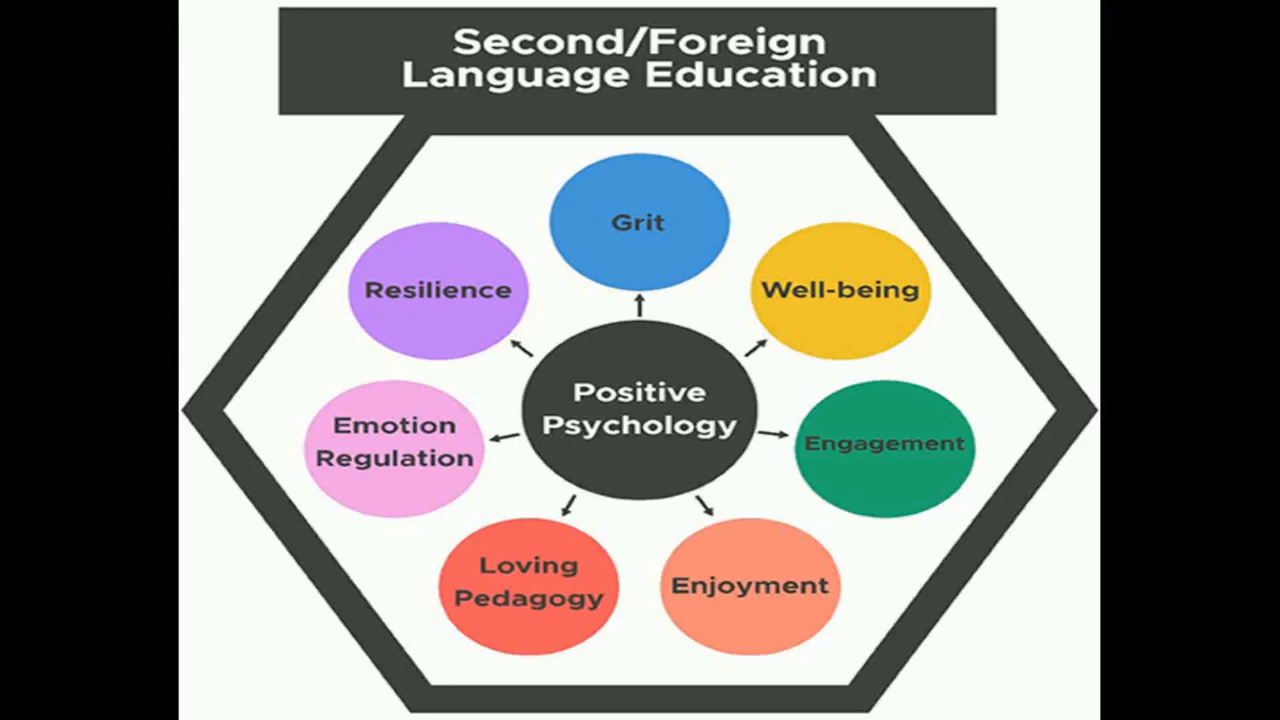 Second/Foreign
Language Education
Grit
Resilience
Well-being
Positive
Psychology
Emotion
Regulation
Engagement
Loving
Pedagogy
Enjoyment